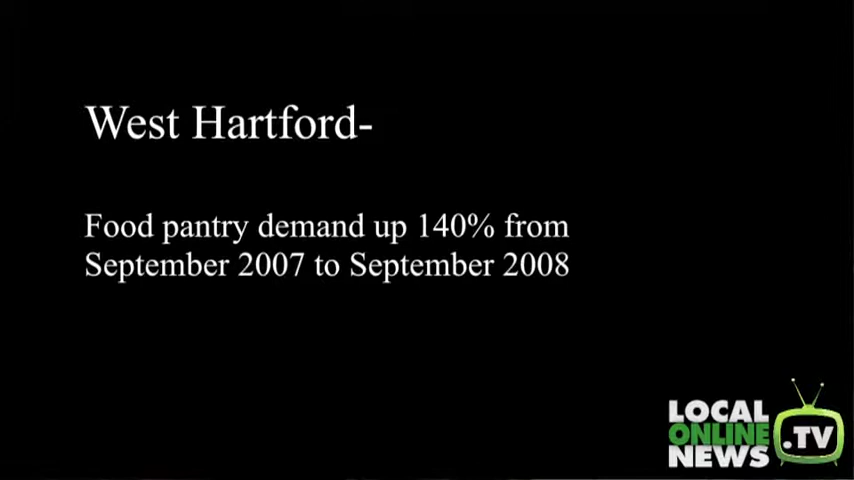 West Hartford-
Food pantry demand up 140% from
September 2007 to September 2008
LOCAL
ONLINE
NEWS
.TV